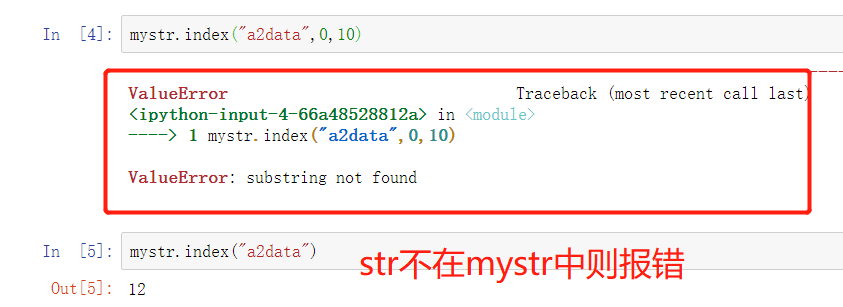 In [4]: mystr.index("a2data",0,10)
ValueError Traceback (most recent call last)
<ipython-input-4-66a48528812a> in <module>
----> 1 mystr.index("a2data",0,10)
ValueError: substring not found
In [5]: mystr.index("a2data")
str不在mystr中则报错
Out[5]: 12